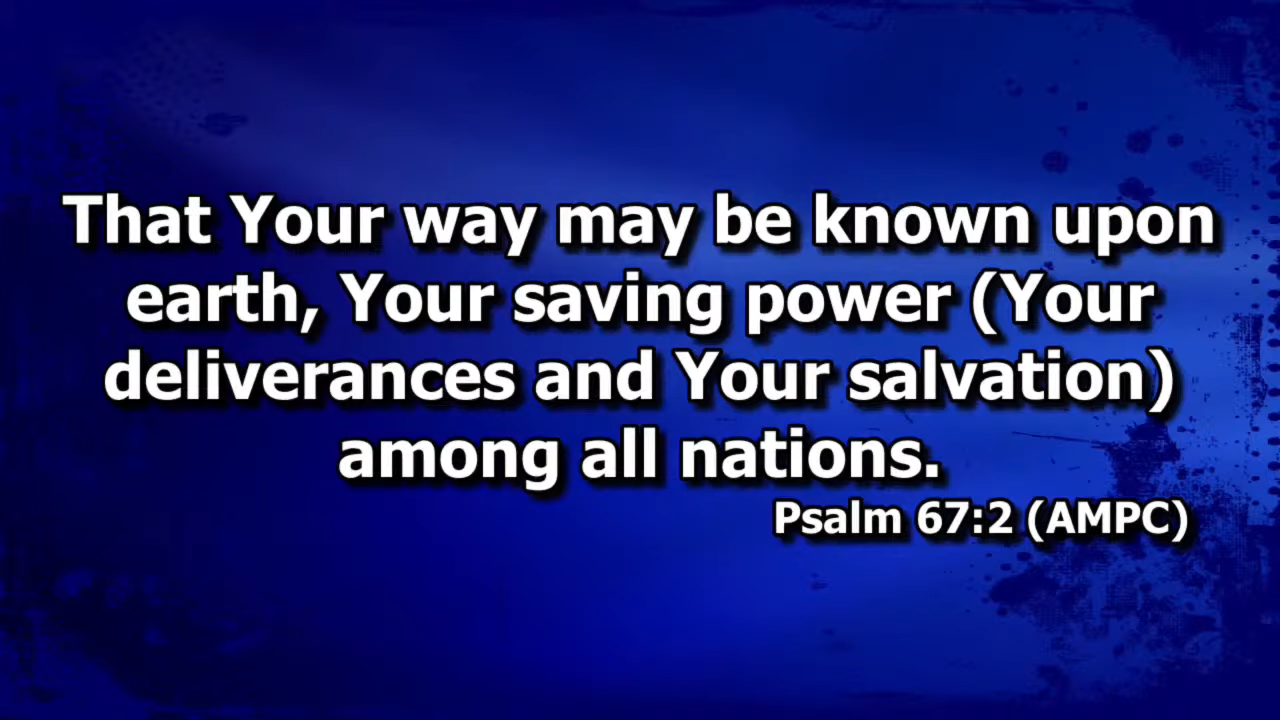 That Your way may be known upon
earth, Your saving power (Your
deliverances and Your salvation)
among all nations.
Psalm 67:2 (AMPC)